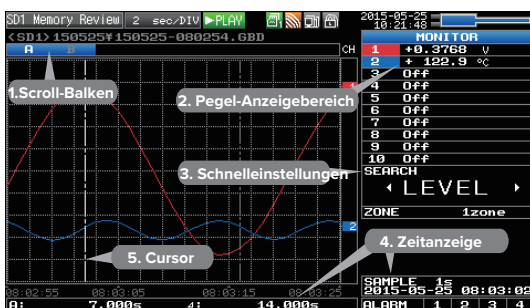 SD1 Memory Review 2 sec/DIV ▶PLAY 2015-05-25 10:21:48
<SD1>150525¥150525-080254.GBD MONITOR
A B CH
1 +0.3768 V
2 + 122.9 °C
3 Off
4 Off
5 Off
6 Off
7 Off
8 Off
9 Off
10 Off
1.Scroll-Balken
2. Pegel-Anzeigebereich
1
3. Schnelleinstellungen
SEARCH
LEVEL
ZONE 1zone
2
4. Zeitanzeige
5. Cursor
SAMPLE 1s
08:02:55 08:03:05 08:03:15 08:03:25
2015-05-25 08:03:02
A: 7.000s ⊿: 14.000s
ALARM 1 2 3 4